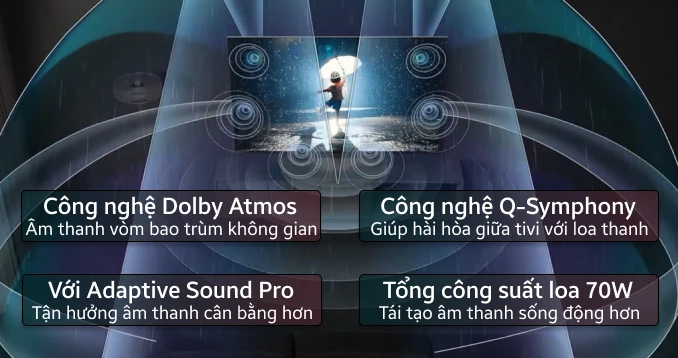 Công nghệ Dolby Atmos
Âm thanh vòm bao trùm không gian
Công nghệ Q-Symphony
Giúp hài hòa giữa tivi với loa thanh
Với Adaptive Sound Pro
Tận hưởng âm thanh cân bằng hơn
Tổng công suất loa 70W
Tái tạo âm thanh sống động hơn